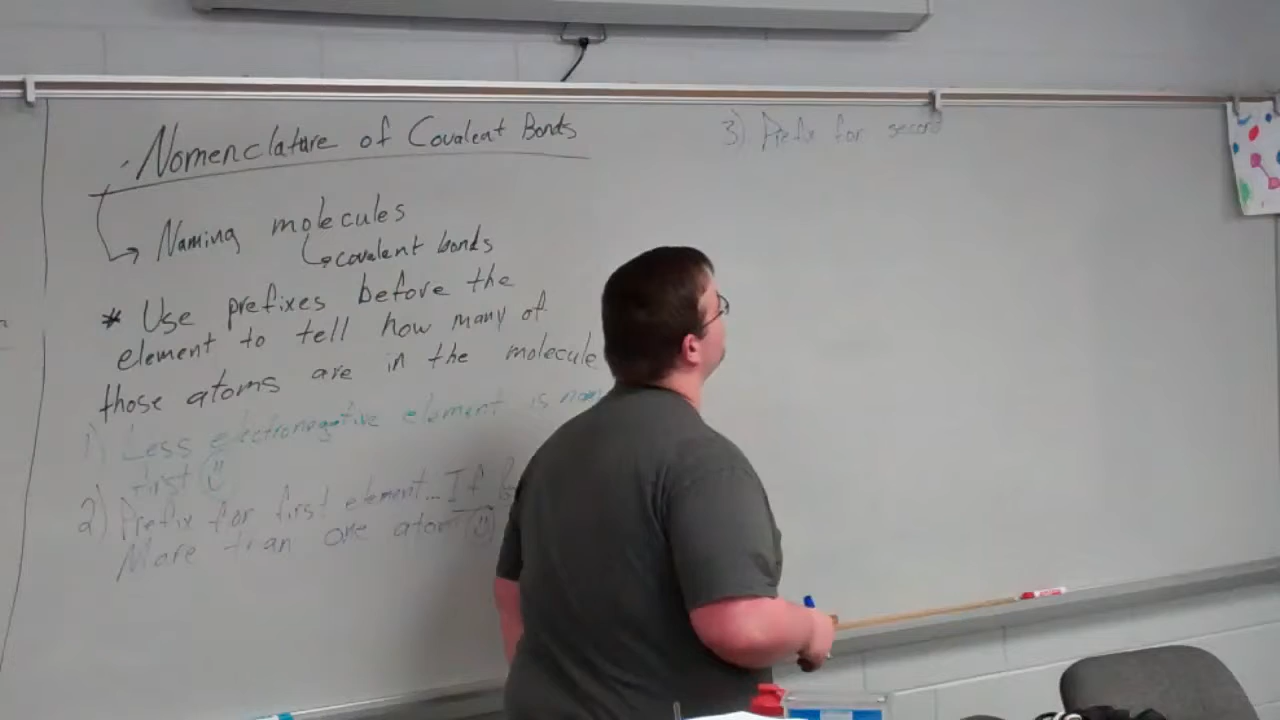 Nomenclature of Covalent Bonds
Naming molecules
covalent bonds
* Use prefixes before the
element to tell how many of
those atoms are in the molecule
1) Less electronegative element is
first
2) Prefix for first element... If
More than one atom
3) Prefix for second